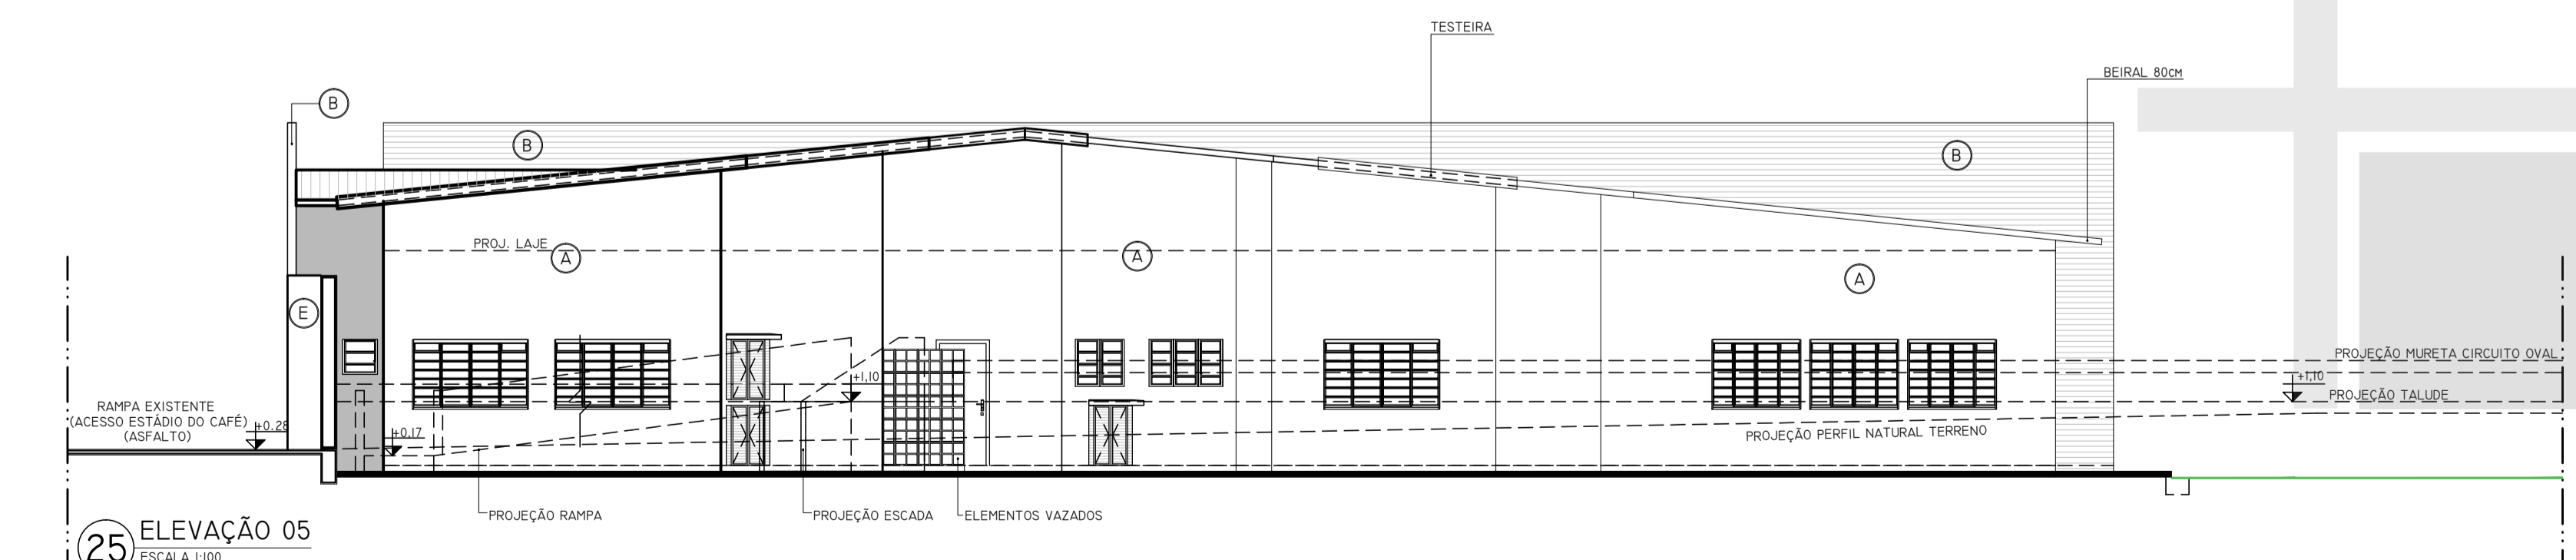 TESTEIRA
BEIRAL 80CM
B
B
B
PROJ. LAJE
A
A
A
E
PROJEÇÃO MURETA CIRCUITO OVAL
+1,10
+1,10
PROJEÇÃO TALUDE
RAMPA EXISTENTE
(ACESSO ESTÁDIO DO CAFÉ)
(ASFALTO)
+0.28
+0,17
PROJEÇÃO PERFIL NATURAL TERRENO
PROJEÇÃO RAMPA
PROJEÇÃO ESCADA
ELEMENTOS VAZADOS
25
ELEVAÇÃO 05
ESCALA 1:100